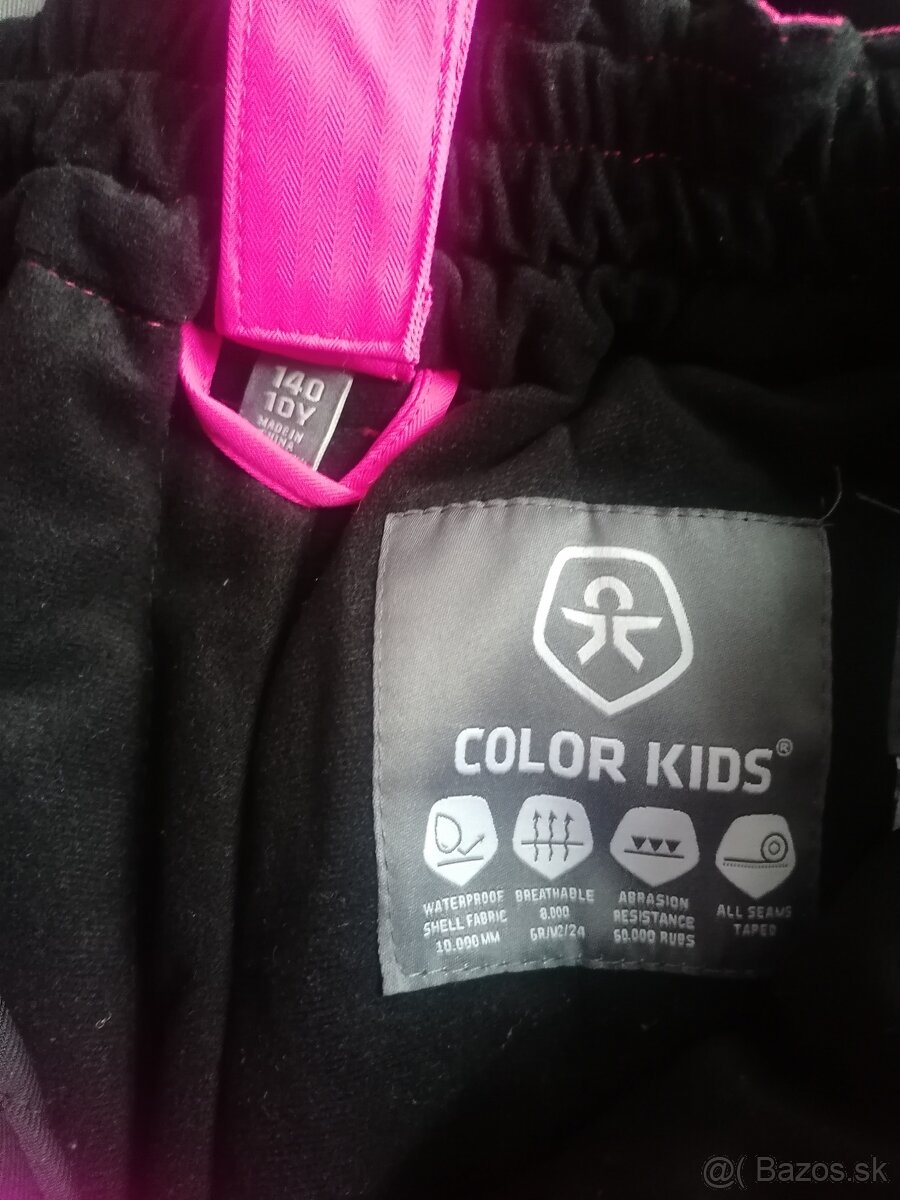 140
10Y
MADE IN
CHINA
COLOR KIDS®
WATERPROOF
SHELL FABRIC
10.000 MM
BREATHABLE
8.000
GR/M2/24
ABRASION
RESISTANCE
60.000 RUBS
ALL SEAMS
TAPED
@( Bazos.sk